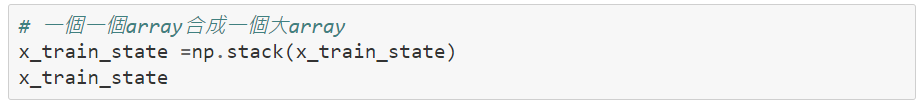 # 一個一個array合成一個大array
x_train_state =np.stack(x_train_state)
x_train_state